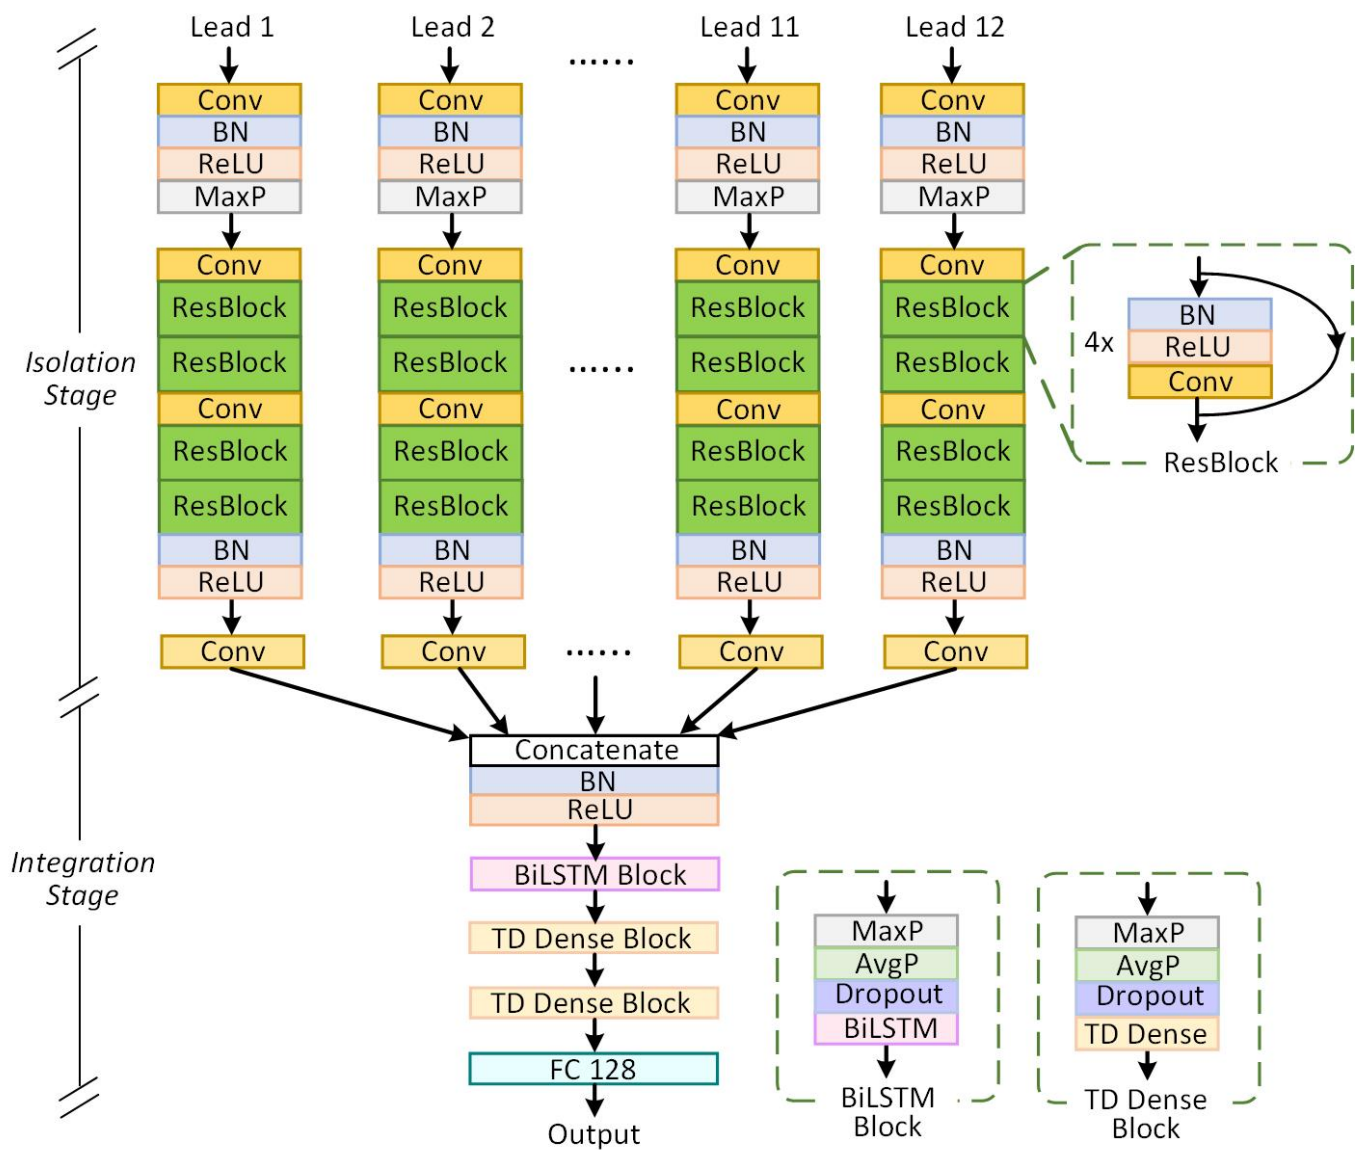 Lead 1 Lead 2 ...... Lead 11 Lead 12
Conv Conv Conv Conv
BN BN BN BN
ReLU ReLU ReLU ReLU
MaxP MaxP MaxP MaxP
Conv Conv Conv Conv
ResBlock ResBlock ResBlock ResBlock
ResBlock ResBlock ...... ResBlock ResBlock
Conv Conv Conv Conv
ResBlock ResBlock ResBlock ResBlock
ResBlock ResBlock ResBlock ResBlock
BN BN BN BN
ReLU ReLU ReLU ReLU
Conv Conv ...... Conv Conv
Isolation
Stage
4x
BN
ReLU
Conv
ResBlock
Concatenate
BN
ReLU
BiLSTM Block
TD Dense Block
TD Dense Block
FC 128
Output
Integration
Stage
MaxP
AvgP
Dropout
BiLSTM
BiLSTM
Block
MaxP
AvgP
Dropout
TD Dense
TD Dense
Block